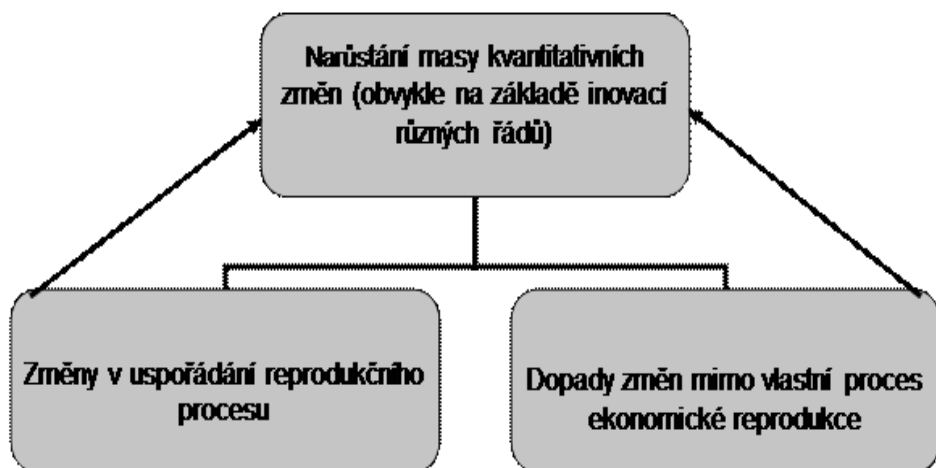 Narůstání masy kvantitativních
změn (obvykle na základě inovací
různých řádů)
Změny v uspořádání reprodukčního
procesu
Dopady změn mimo vlastní proces
ekonomické reprodukce